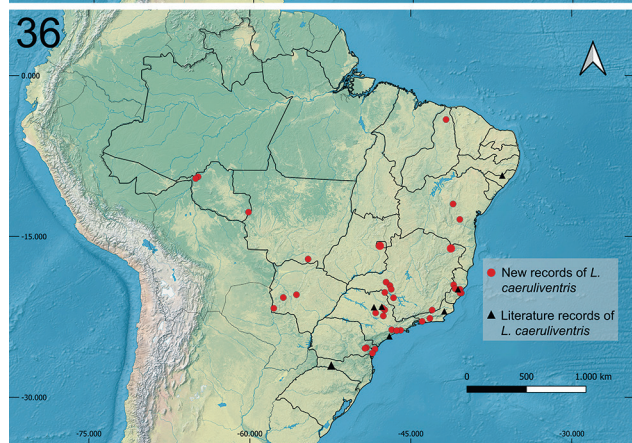 36
0.000
-15.000
-30.000
New records of L.
caeruliventris
Literature records of
L. caeruliventris
0 500 1.000 km
-75.000 -60.000 -45.000 -30.000